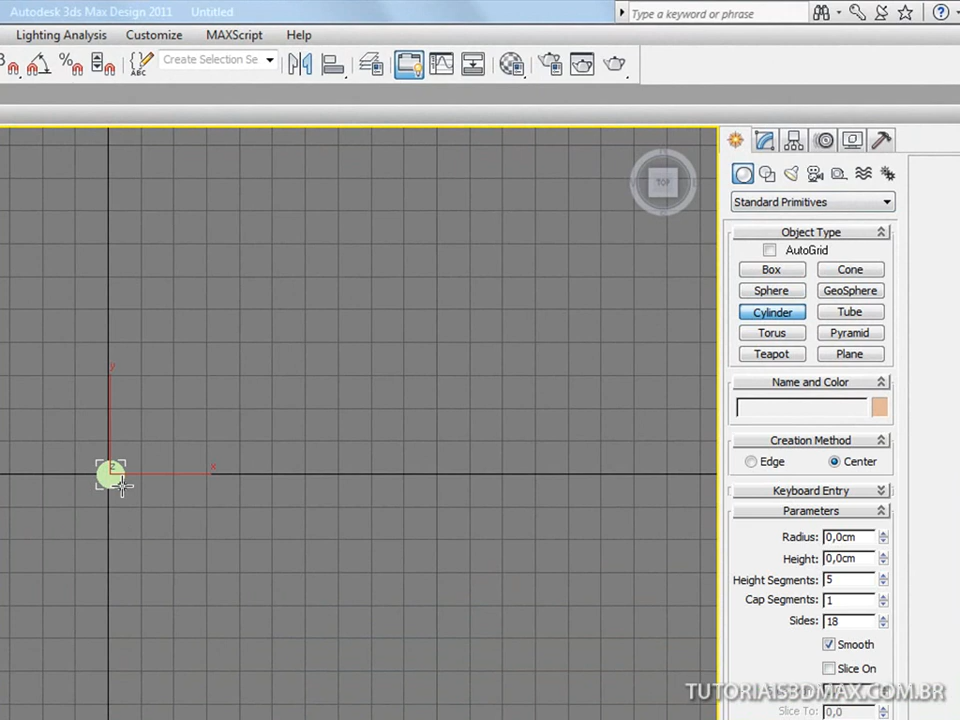 Autodesk 3ds Max Design 2011 Untitled
Type a keyword or phrase
Lighting Analysis Customize MAXScript Help
3 % ABC Create Selection Se
TOP
Standard Primitives
Object Type
AutoGrid
Box Cone
Sphere GeoSphere
Cylinder Tube
Torus Pyramid
Teapot Plane
Name and Color
Creation Method
Edge Center
Keyboard Entry
Parameters
Radius: 0,0cm
Height: 0,0cm
Height Segments: 5
Cap Segments: 1
Sides: 18
Smooth
Slice On
Slice To: 0,0
y
z
x
TUTORIAIS3DMAX.COM.BR